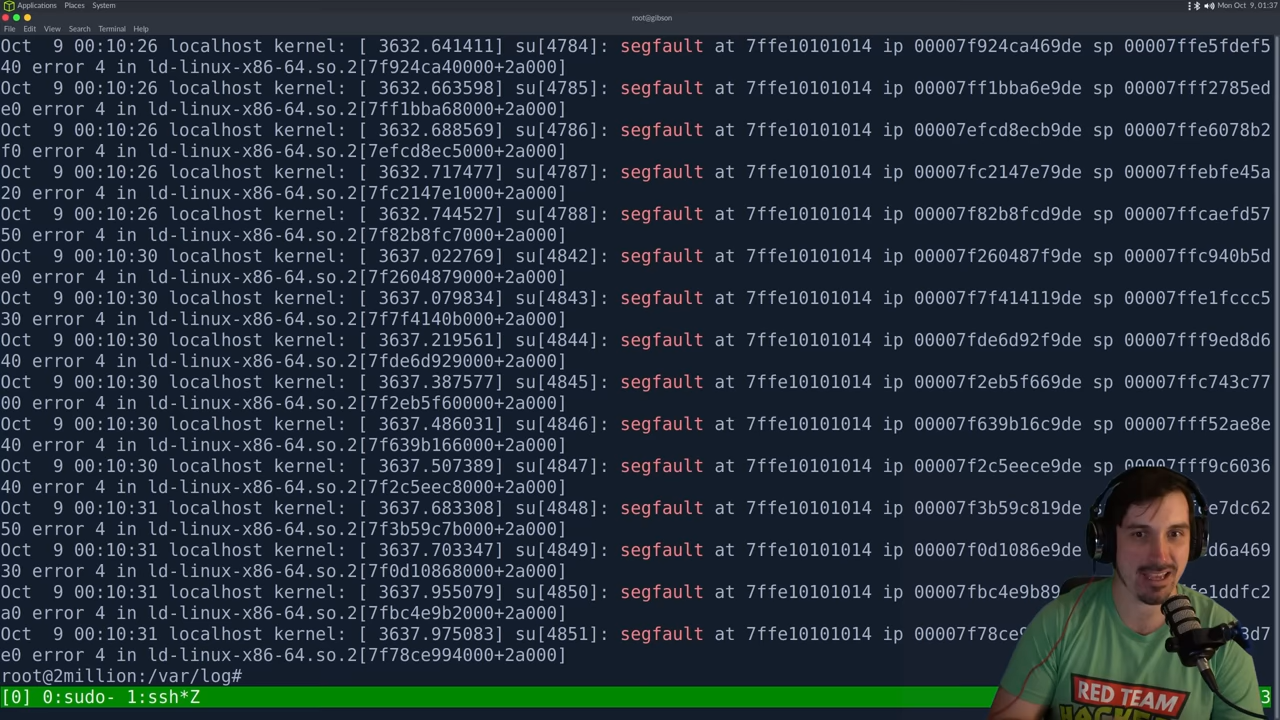 Applications Places System
Mon Oct 9, 01:37
root@gibson
File Edit View Search Terminal Help
Oct  9 00:10:26 localhost kernel: [ 3632.641411] su[4784]: segfault at 7ffe10101014 ip 00007f924ca469de sp 00007ffe5fdef5
40 error 4 in ld-linux-x86-64.so.2[7f924ca40000+2a000]
Oct  9 00:10:26 localhost kernel: [ 3632.663598] su[4785]: segfault at 7ffe10101014 ip 00007ff1bba6e9de sp 00007fff2785ed
e0 error 4 in ld-linux-x86-64.so.2[7ff1bba68000+2a000]
Oct  9 00:10:26 localhost kernel: [ 3632.688569] su[4786]: segfault at 7ffe10101014 ip 00007efcd8ecb9de sp 00007ffe6078b2
f0 error 4 in ld-linux-x86-64.so.2[7efcd8ec5000+2a000]
Oct  9 00:10:26 localhost kernel: [ 3632.717477] su[4787]: segfault at 7ffe10101014 ip 00007fc2147e79de sp 00007ffebfe45a
20 error 4 in ld-linux-x86-64.so.2[7fc2147e1000+2a000]
Oct  9 00:10:26 localhost kernel: [ 3632.744527] su[4788]: segfault at 7ffe10101014 ip 00007f82b8fcd9de sp 00007ffcaefd57
50 error 4 in ld-linux-x86-64.so.2[7f82b8fc7000+2a000]
Oct  9 00:10:30 localhost kernel: [ 3637.022769] su[4842]: segfault at 7ffe10101014 ip 00007f260487f9de sp 00007ffc940b5d
e0 error 4 in ld-linux-x86-64.so.2[7f2604879000+2a000]
Oct  9 00:10:30 localhost kernel: [ 3637.079834] su[4843]: segfault at 7ffe10101014 ip 00007f7f414119de sp 00007ffe1fccc5
30 error 4 in ld-linux-x86-64.so.2[7f7f4140b000+2a000]
Oct  9 00:10:30 localhost kernel: [ 3637.219561] su[4844]: segfault at 7ffe10101014 ip 00007fde6d92f9de sp 00007fff9ed8d6
40 error 4 in ld-linux-x86-64.so.2[7fde6d929000+2a000]
Oct  9 00:10:30 localhost kernel: [ 3637.387577] su[4845]: segfault at 7ffe10101014 ip 00007f2eb5f669de sp 00007ffc743c77
00 error 4 in ld-linux-x86-64.so.2[7f2eb5f60000+2a000]
Oct  9 00:10:30 localhost kernel: [ 3637.486031] su[4846]: segfault at 7ffe10101014 ip 00007f639b16c9de sp 00007fff52ae8e
40 error 4 in ld-linux-x86-64.so.2[7f639b166000+2a000]
Oct  9 00:10:30 localhost kernel: [ 3637.507389] su[4847]: segfault at 7ffe10101014 ip 00007f2c5eece9de sp 00007fff9c6036
40 error 4 in ld-linux-x86-64.so.2[7f2c5eec8000+2a000]
Oct  9 00:10:31 localhost kernel: [ 3637.683308] su[4848]: segfault at 7ffe10101014 ip 00007f3b59c819de e7dc62
50 error 4 in ld-linux-x86-64.so.2[7f3b59c7b000+2a000]
Oct  9 00:10:31 localhost kernel: [ 3637.703347] su[4849]: segfault at 7ffe10101014 ip 00007f0d1086e9de d6a469
30 error 4 in ld-linux-x86-64.so.2[7f0d10868000+2a000]
Oct  9 00:10:31 localhost kernel: [ 3637.955079] su[4850]: segfault at 7ffe10101014 ip 00007fbc4e9b89 ffe1ddfc2
a0 error 4 in ld-linux-x86-64.so.2[7fbc4e9b2000+2a000]
Oct  9 00:10:31 localhost kernel: [ 3637.975083] su[4851]: segfault at 7ffe10101014 ip 00007f78ce9 3d7
e0 error 4 in ld-linux-x86-64.so.2[7f78ce994000+2a000]
root@2million:/var/log#
RED TEAM
[0] 0:sudo- 1:ssh*Z 3